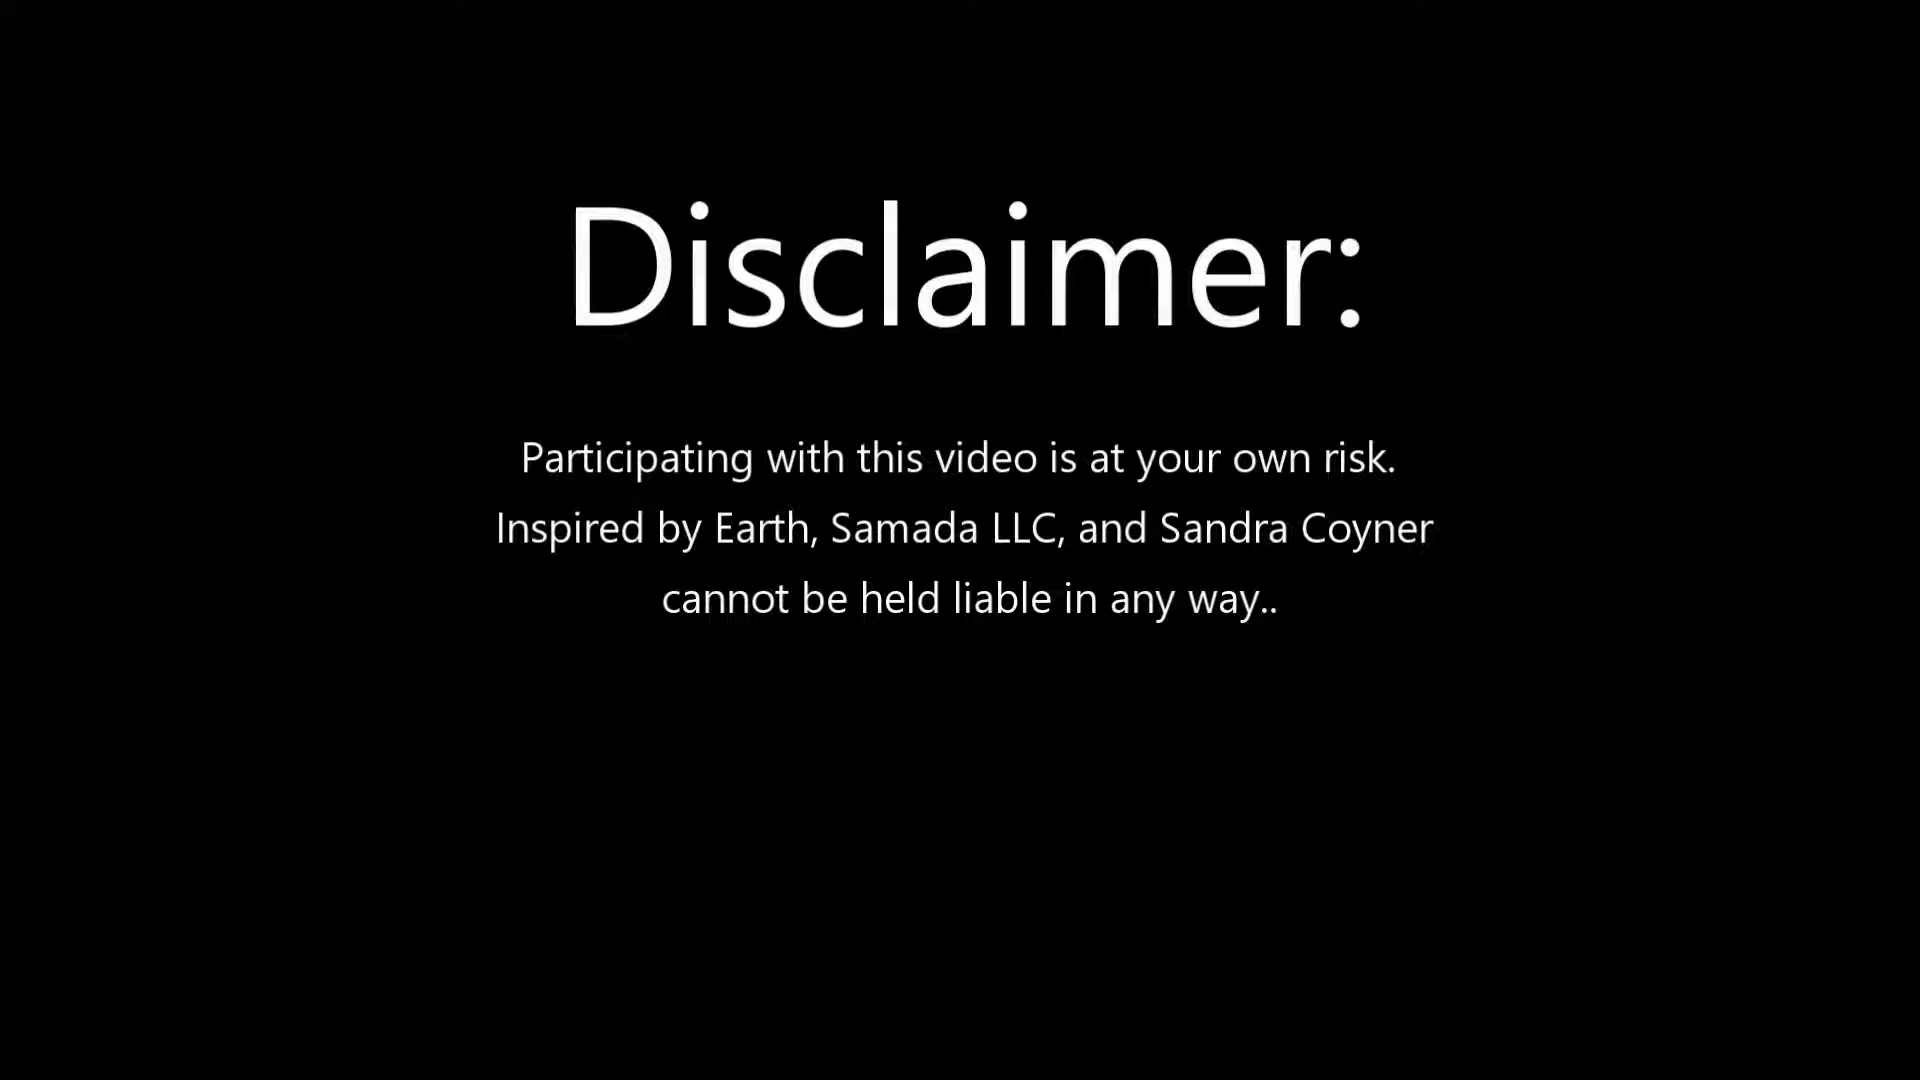 Disclaimer:
Participating with this video is at your own risk.
Inspired by Earth, Samada LLC, and Sandra Coyner
cannot be held liable in any way..